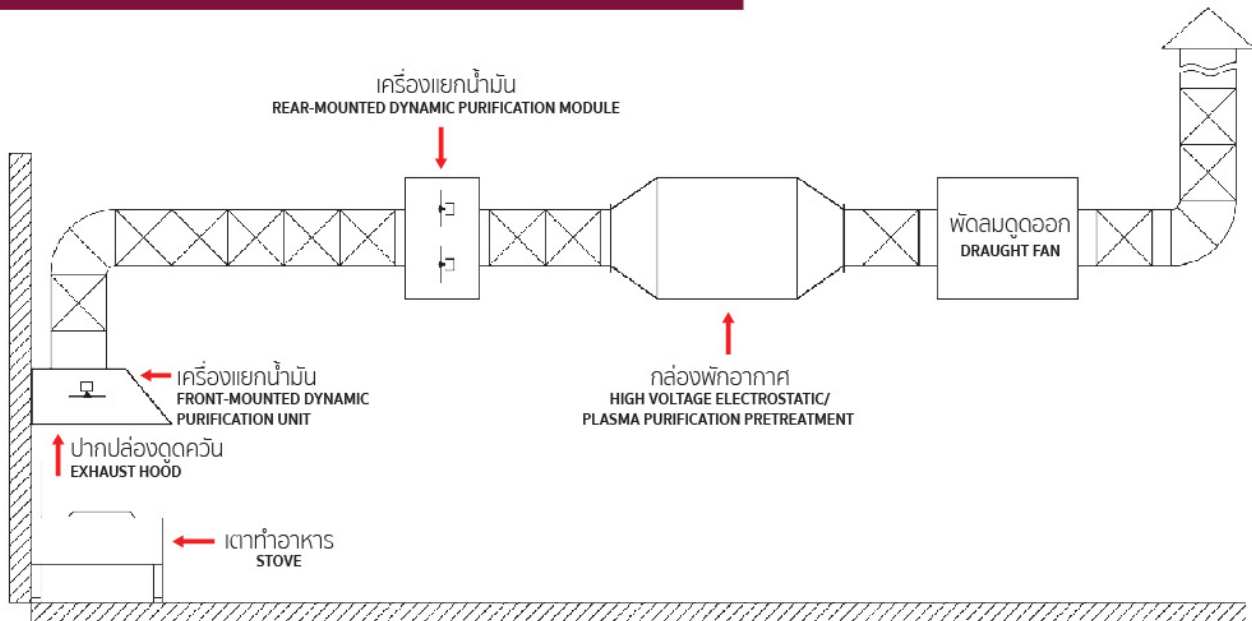 เครื่องแยกน้ำมัน
REAR-MOUNTED DYNAMIC PURIFICATION MODULE
พัดลมดูดออก
DRAUGHT FAN
เครื่องแยกน้ำมัน
FRONT-MOUNTED DYNAMIC
PURIFICATION UNIT
กล่องพักอากาศ
HIGH VOLTAGE ELECTROSTATIC/
PLASMA PURIFICATION PRETREATMENT
ปากปล่องดูดควัน
EXHAUST HOOD
เตาทำอาหาร
STOVE